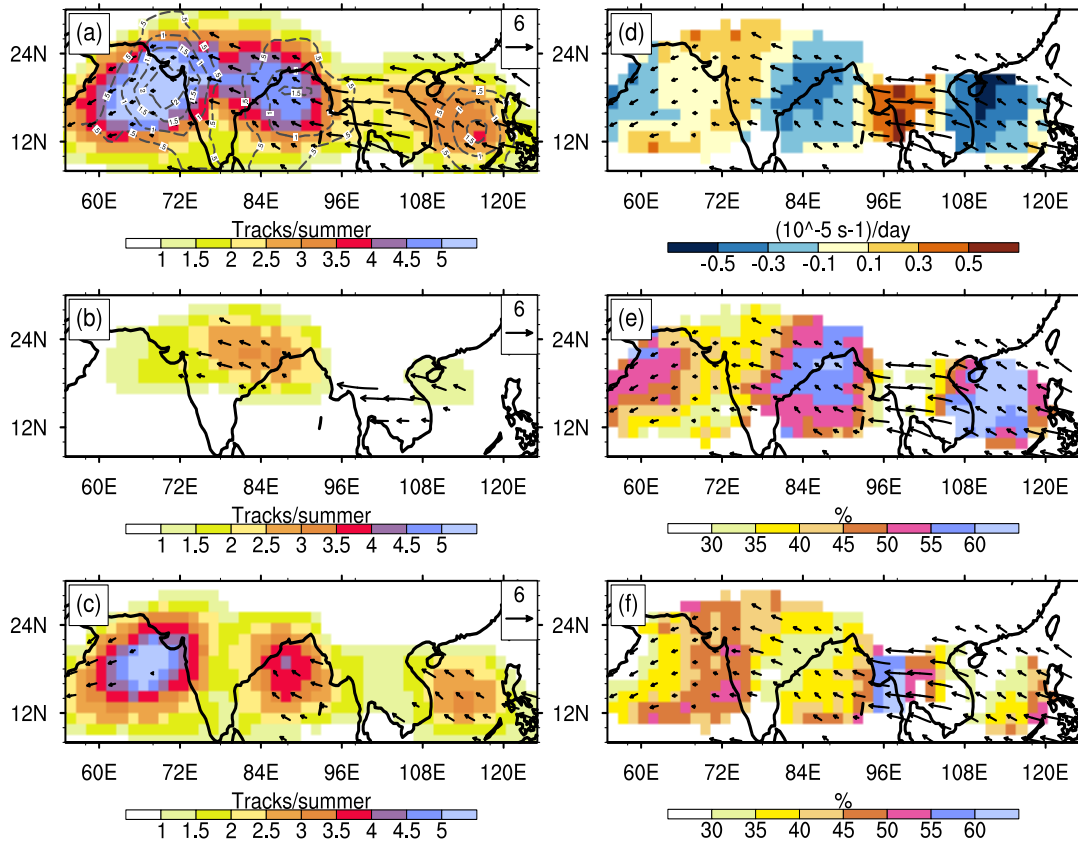 (a)
6
24N
12N
60E 72E 84E 96E 108E 120E
Tracks/summer
1 1.5 2 2.5 3 3.5 4 4.5 5
(d)
24N
12N
60E 72E 84E 96E 108E 120E
(10^-5 s-1)/day
-0.5 -0.3 -0.1 0.1 0.3 0.5
(b)
6
24N
12N
60E 72E 84E 96E 108E 120E
Tracks/summer
1 1.5 2 2.5 3 3.5 4 4.5 5
(e)
24N
12N
60E 72E 84E 96E 108E 120E
%
30 35 40 45 50 55 60
(c)
6
24N
12N
60E 72E 84E 96E 108E 120E
Tracks/summer
1 1.5 2 2.5 3 3.5 4 4.5 5
(f)
24N
12N
60E 72E 84E 96E 108E 120E
%
30 35 40 45 50 55 60